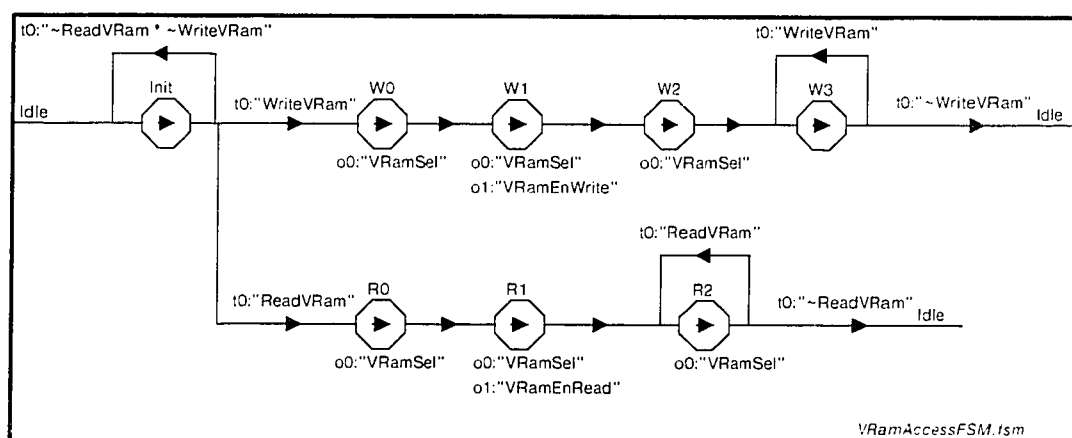 t0:"~ReadVRam * ~WriteVRam"
t0:"WriteVRam"
Init
W0
W1
W2
W3
Idle
t0:"WriteVRam"
t0:"~WriteVRam"
Idle
o0:"VRamSel"
o0:"VRamSel"
o0:"VRamSel"
o1:"VRamEnWrite"
t0:"ReadVRam"
R0
R1
R2
t0:"ReadVRam"
t0:"~ReadVRam"
Idle
o0:"VRamSel"
o0:"VRamSel"
o0:"VRamSel"
o1:"VRamEnRead"
VRamAccessFSM.fsm